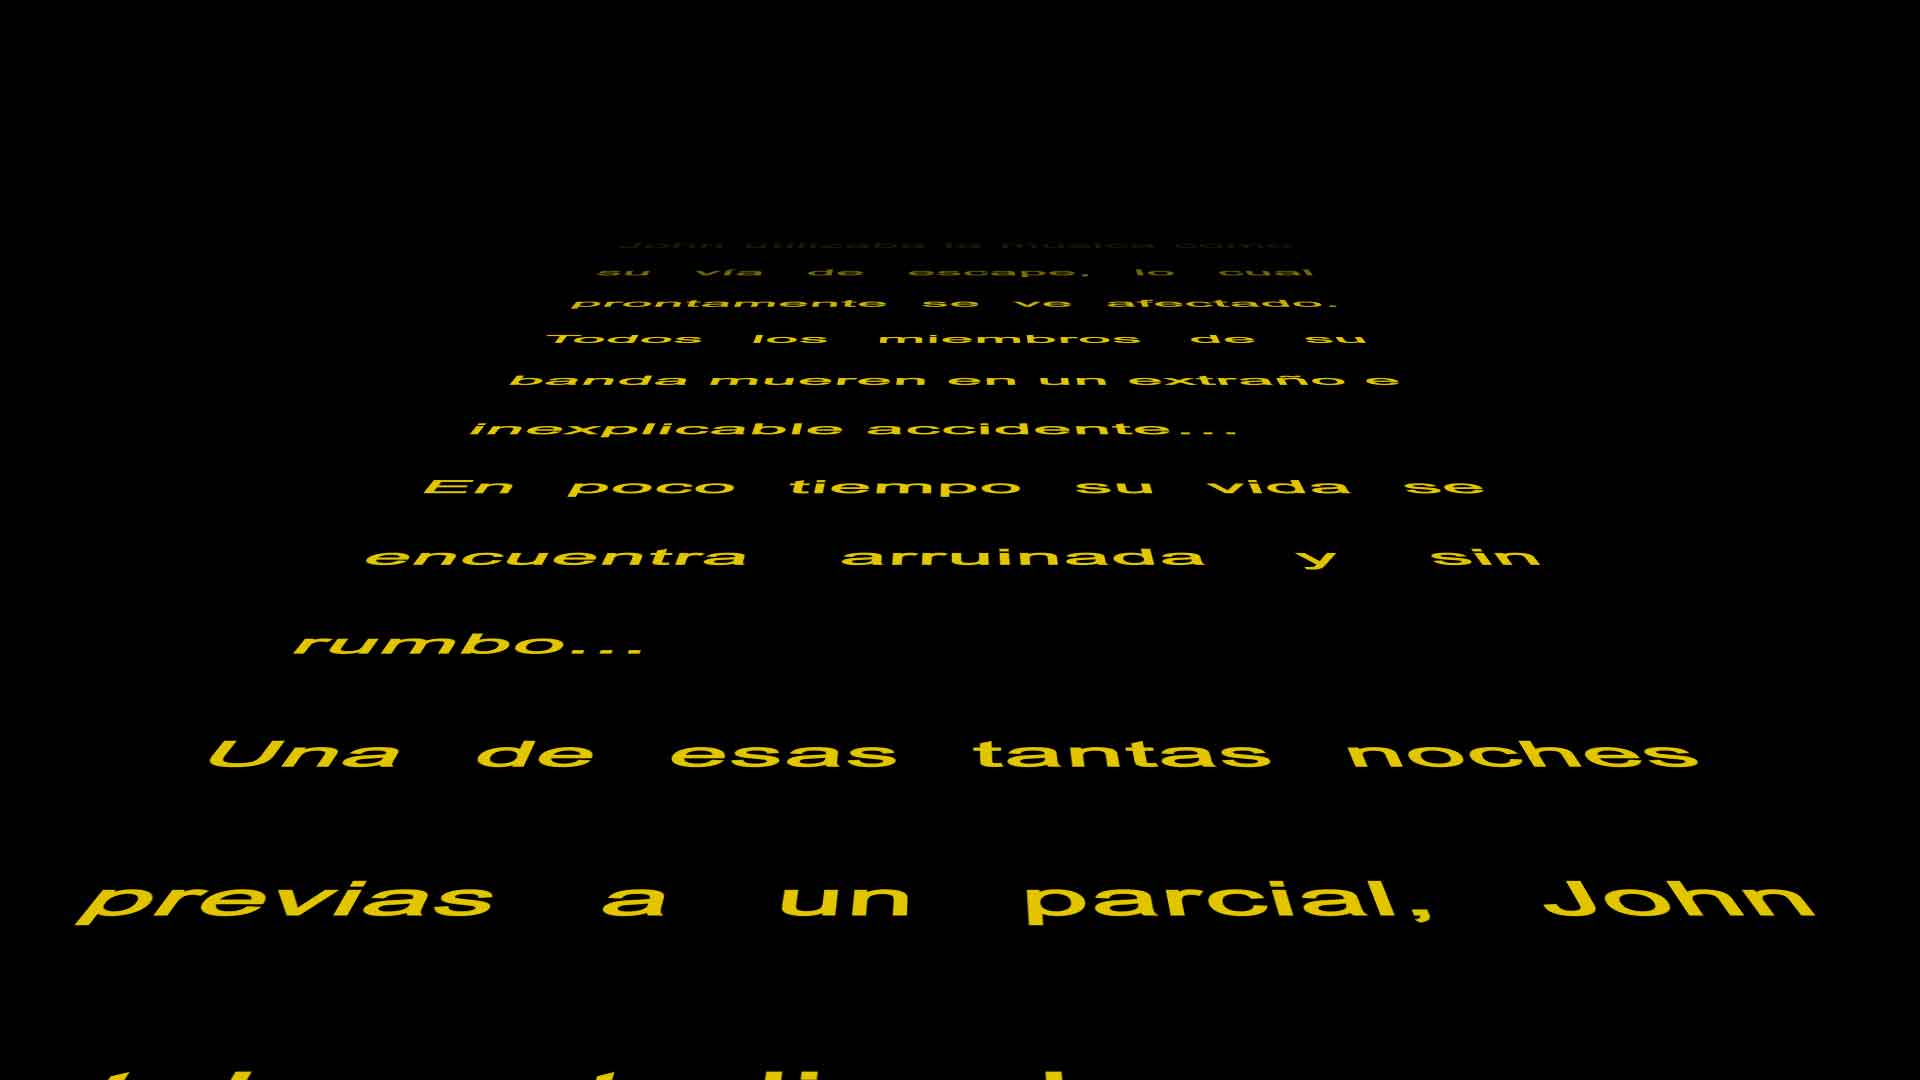 John utilizaba la música como
su vía de escape, lo cual
prontamente se ve afectado.
Todos los miembros de su
banda mueren en un extraño e
inexplicable accidente...
En poco tiempo su vida se
encuentra arruinada y sin
rumbo...
Una de esas tantas noches
previas a un parcial, John